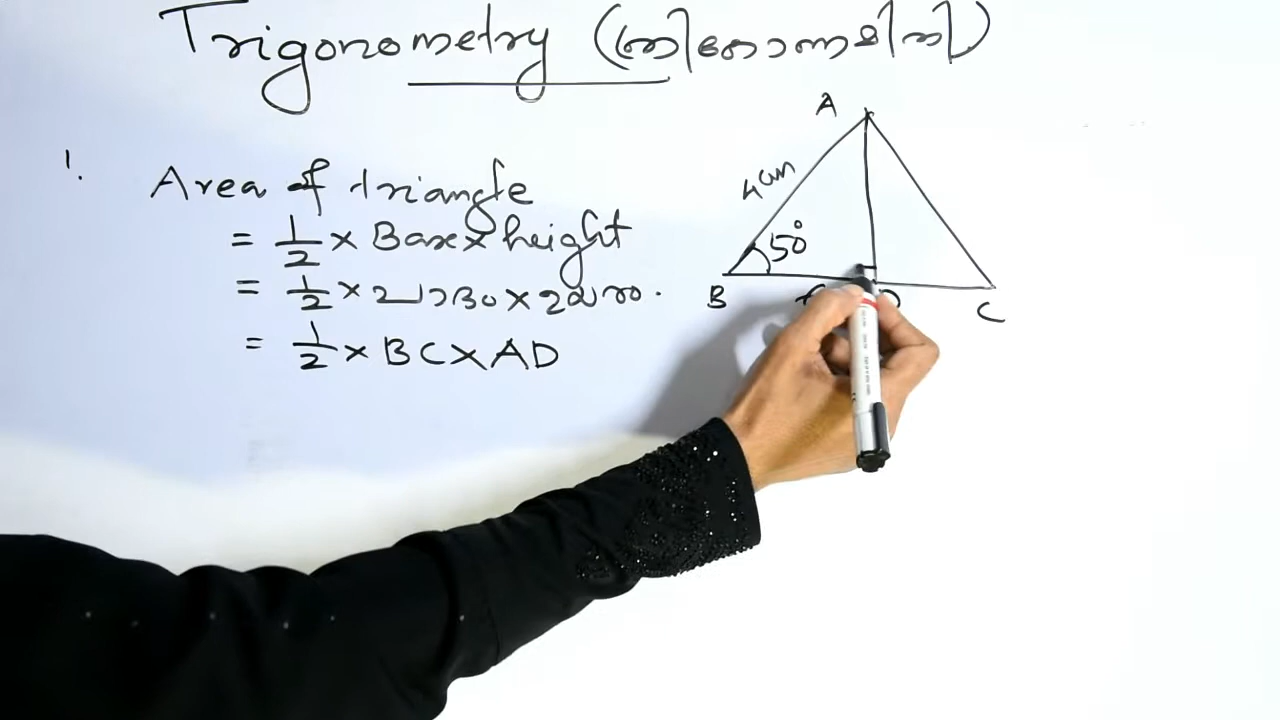 Trigonometry (ത്രികോണമിതി)
1.
Area of triangle
= 1/2 × Base × height
= 1/2 × പാദം × ലംബം.
= 1/2 × BC × AD
A
4cm
50°
B
D
C